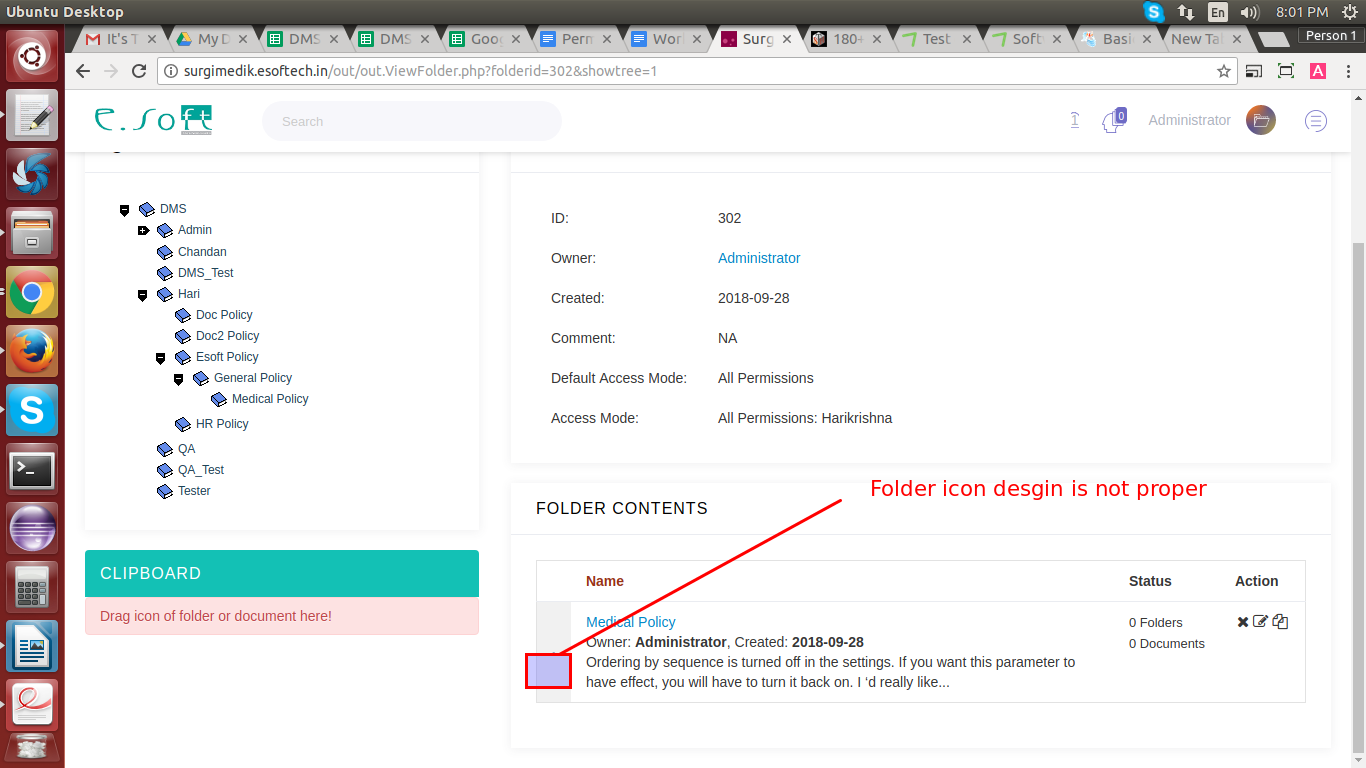 Ubuntu Desktop
En
8:01 PM
It's T
My D
DMS
DMS
Goog
Perm
Worl
Surg
180+
Test
Soft
Basi
New Tal
Person 1
surgimedik.esoftech.in/out/out.ViewFolder.php?folderid=302&showtree=1
A
e.soft
Search
1
0
Administrator
DMS
Admin
Chandan
DMS_Test
Hari
Doc Policy
Doc2 Policy
Esoft Policy
General Policy
Medical Policy
HR Policy
QA
QA_Test
Tester
CLIPBOARD
Drag icon of folder or document here!
ID: 302
Owner: Administrator
Created: 2018-09-28
Comment: NA
Default Access Mode: All Permissions
Access Mode: All Permissions: Harikrishna
Folder icon desgin is not proper
FOLDER CONTENTS
Name Status Action
Medical Policy 0 Folders
Owner: Administrator, Created: 2018-09-28 0 Documents
Ordering by sequence is turned off in the settings. If you want this parameter to
have effect, you will have to turn it back on. I ‘d really like...